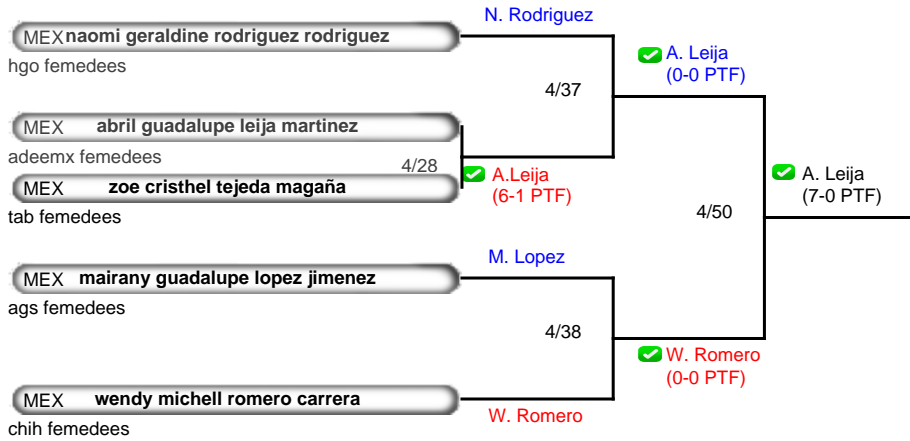 N. Rodriguez
MEX naomi geraldine rodriguez rodriguez
hgo femedees
A. Leija
(0-0 PTF)
4/37
MEX abril guadalupe leija martinez
adeemx femedees
4/28
A.Leija
(6-1 PTF)
MEX zoe cristhel tejeda magaña
tab femedees
A. Leija
(7-0 PTF)
4/50
M. Lopez
MEX mairany guadalupe lopez jimenez
ags femedees
4/38
W. Romero
(0-0 PTF)
MEX wendy michell romero carrera
chih femedees
W. Romero